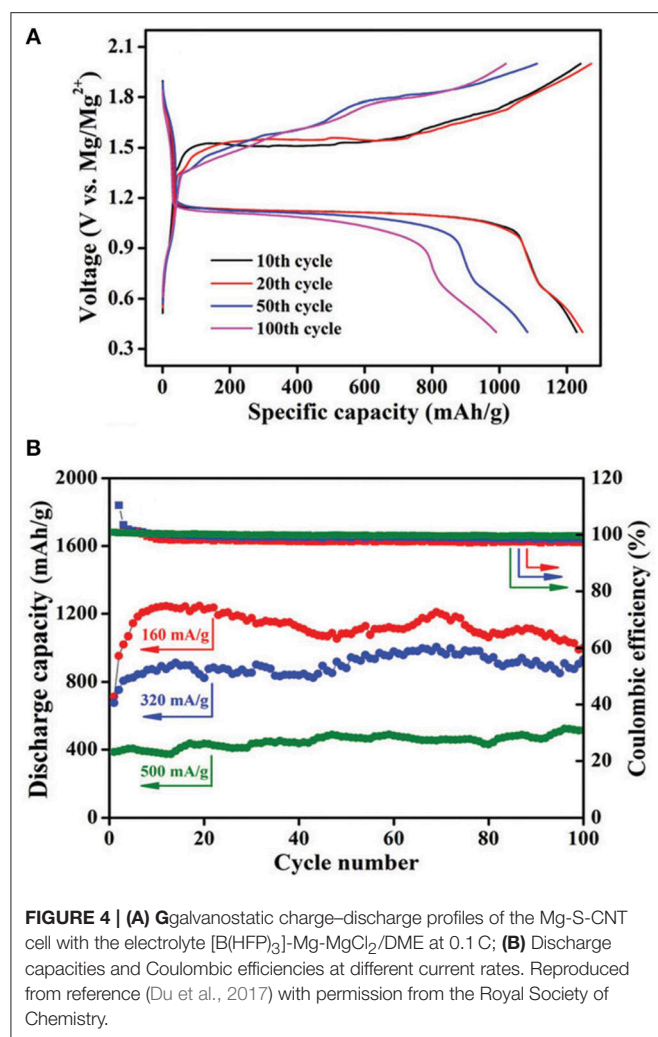 A
Voltage (V vs. Mg/Mg²⁺)
2.1
1.8
1.5
1.2
0.9
0.6
0.3
10th cycle
20th cycle
50th cycle
100th cycle
0 200 400 600 800 1000 1200
Specific capacity (mAh/g)
B
Discharge capacity (mAh/g)
2000
1600
1200
800
400
0
160 mA/g
320 mA/g
500 mA/g
120
100
80
60
40
20
0
Coulombic efficiency (%)
0 20 40 60 80 100
Cycle number
FIGURE 4 | (A) Ggalvanostatic charge–discharge profiles of the Mg-S-CNT
cell with the electrolyte [B(HFP)₃]-Mg-MgCl₂/DME at 0.1 C; (B) Discharge
capacities and Coulombic efficiencies at different current rates. Reproduced
from reference (Du et al., 2017) with permission from the Royal Society of
Chemistry.